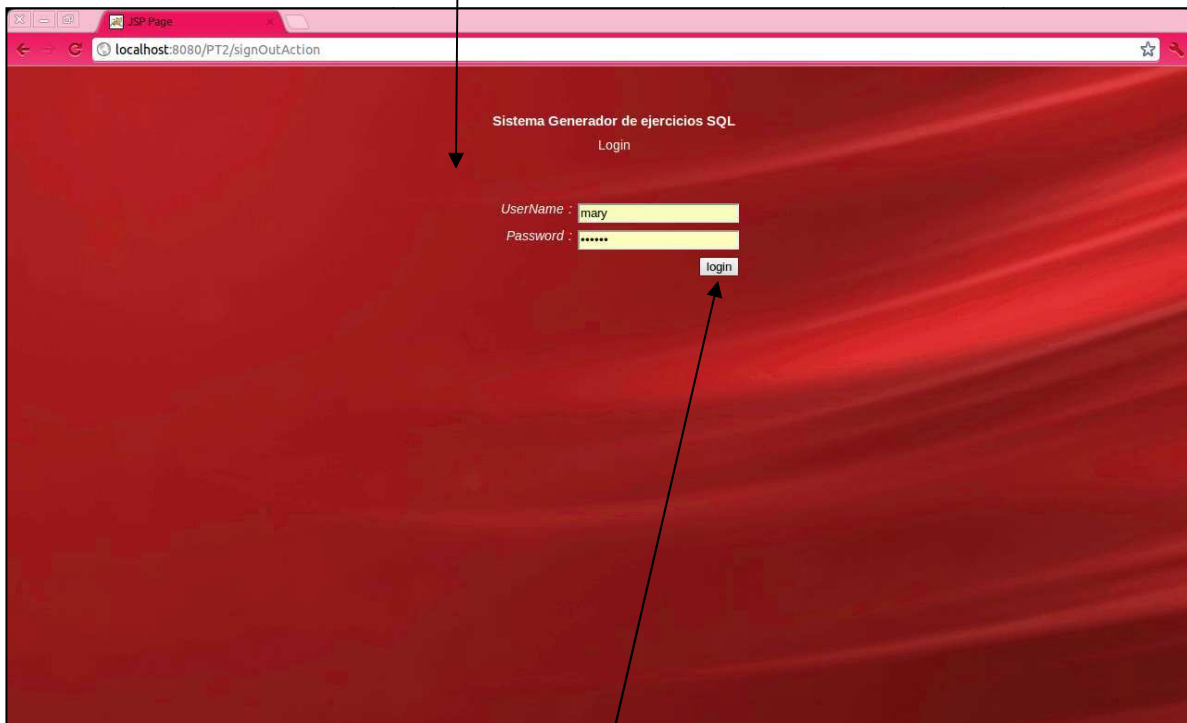 JSP Page
localhost:8080/PT2/signOutAction
Sistema Generador de ejercicios SQL
Login
UserName : mary
Password : ••••••
login